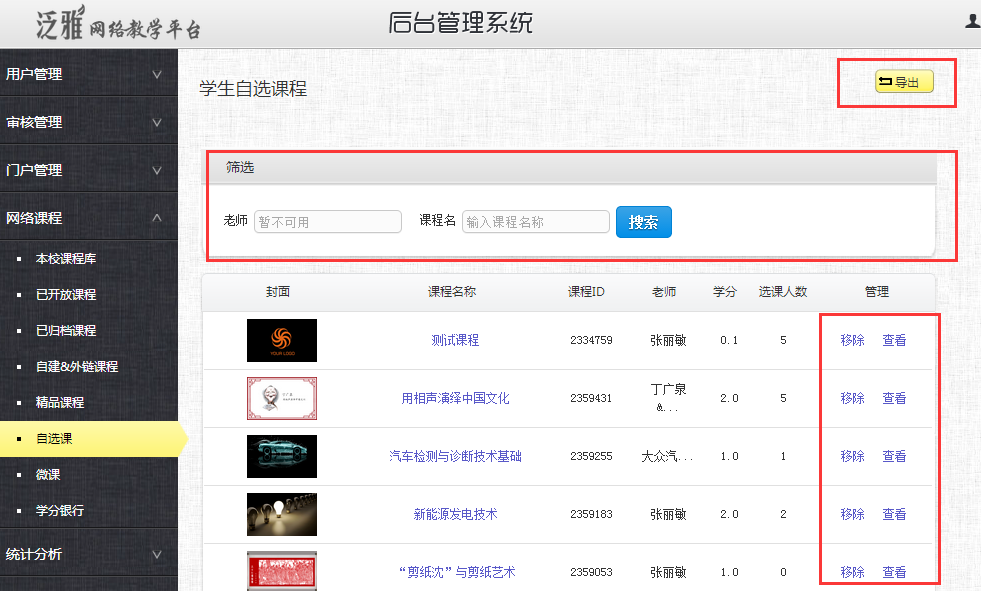 泛雅网络教学平台
后台管理系统
用户管理
审核管理
门户管理
网络课程
本校课程库
已开放课程
已归档课程
自建&外链课程
精品课程
自选课
微课
学分银行
统计分析
学生自选课程
导出
筛选
老师 暂不可用 课程名 输入课程名称 搜索
封面 课程名称 课程ID 老师 学分 选课人数 管理
YOUR LOGO
测试课程 2334759 张丽敏 0.1 5 移除 查看
用相声演绎中国文化 2359431 丁广泉 2.0 5 移除 查看
&...
汽车检测与诊断技术基础 2359255 大众汽... 1.0 1 移除 查看
新能源发电技术 2359183 张丽敏 2.0 2 移除 查看
“剪纸沈”与剪纸艺术 2359053 张丽敏 1.0 0 移除 查看